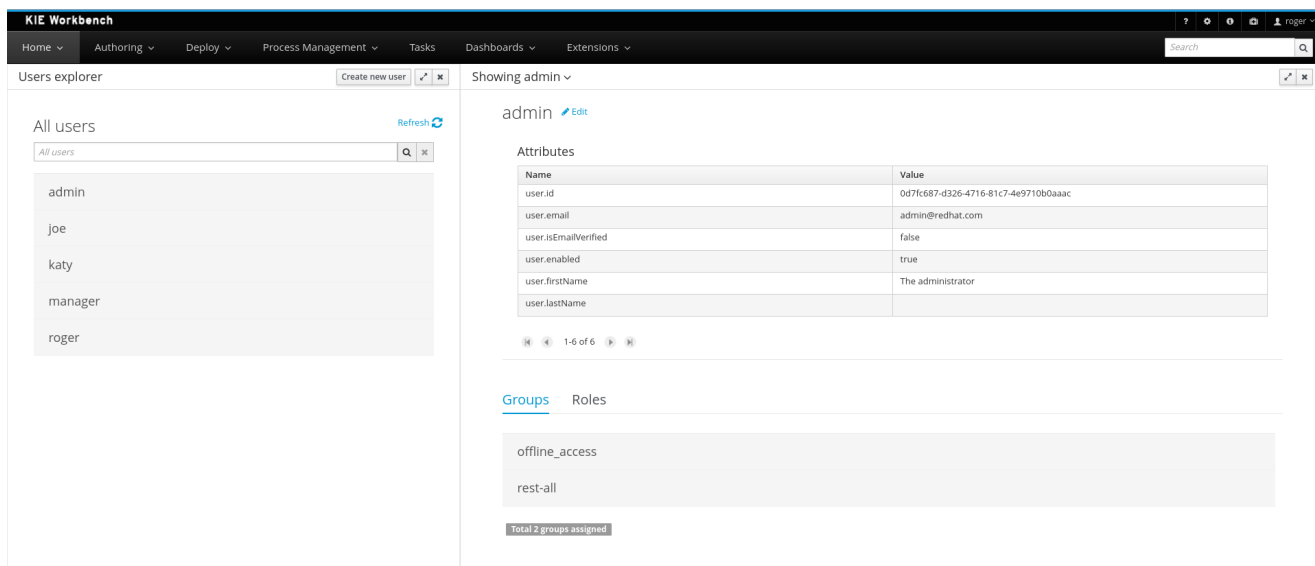 KIE Workbench
? roger
Home Authoring Deploy Process Management Tasks Dashboards Extensions Search
Users explorer Create new user
All users Refresh
All users
admin
joe
katy
manager
roger
Showing admin
admin Edit
Attributes
Name Value
user.id 0d7fc687-d326-4716-81c7-4e9710b0aaac
user.email admin@redhat.com
user.isEmailVerified false
user.enabled true
user.firstName The administrator
user.lastName
1-6 of 6
Groups Roles
offline_access
rest-all
Total 2 groups assigned